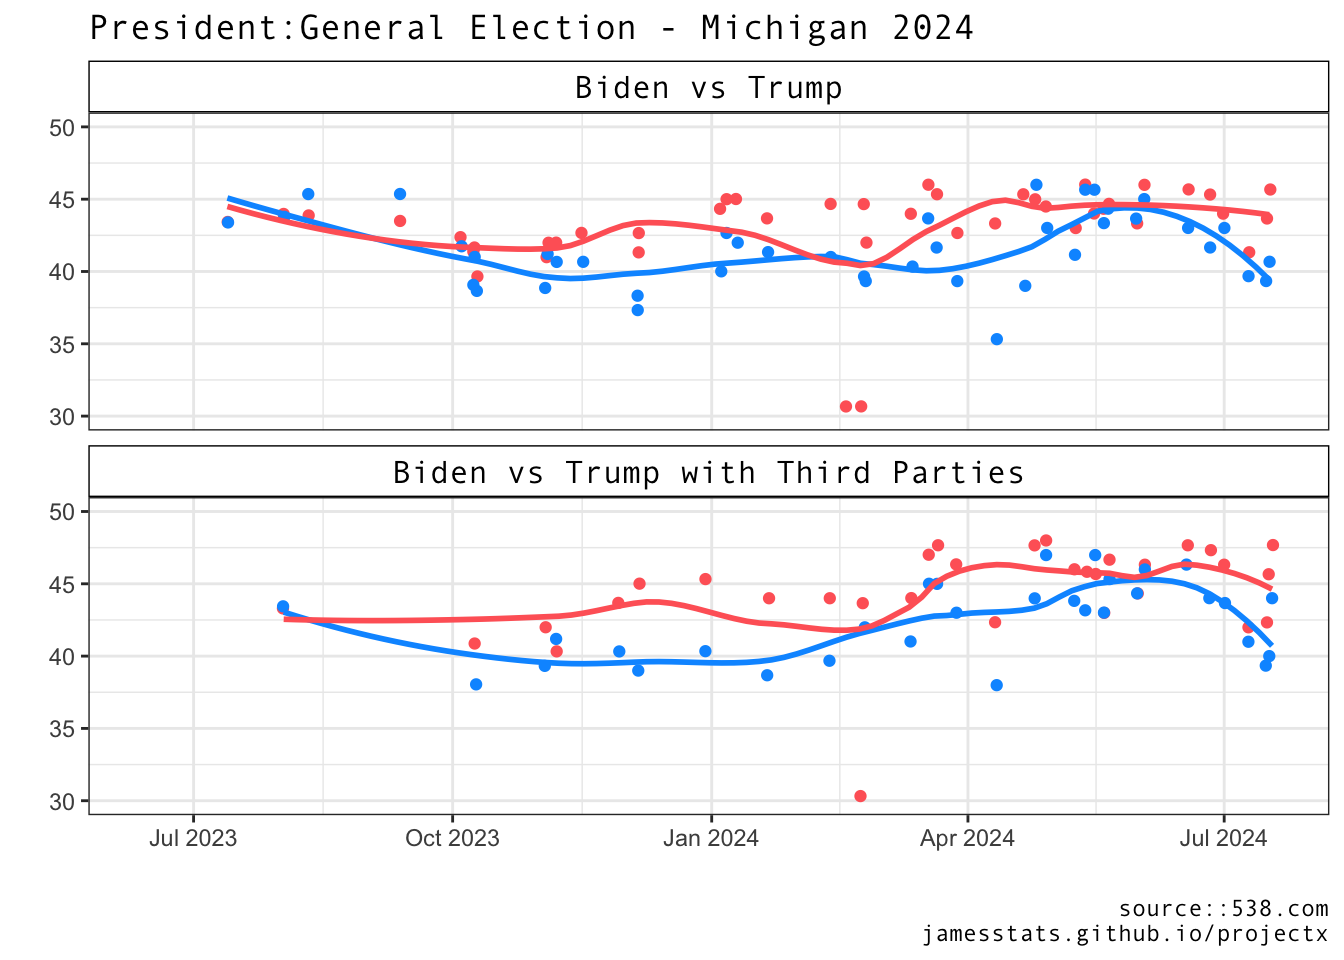 President:General Election - Michigan 2024
Biden vs Trump
50
45
40
35
30
Biden vs Trump with Third Parties
50
45
40
35
30
Jul 2023 Oct 2023 Jan 2024 Apr 2024 Jul 2024
source::538.com
jamesstats.github.io/projectx